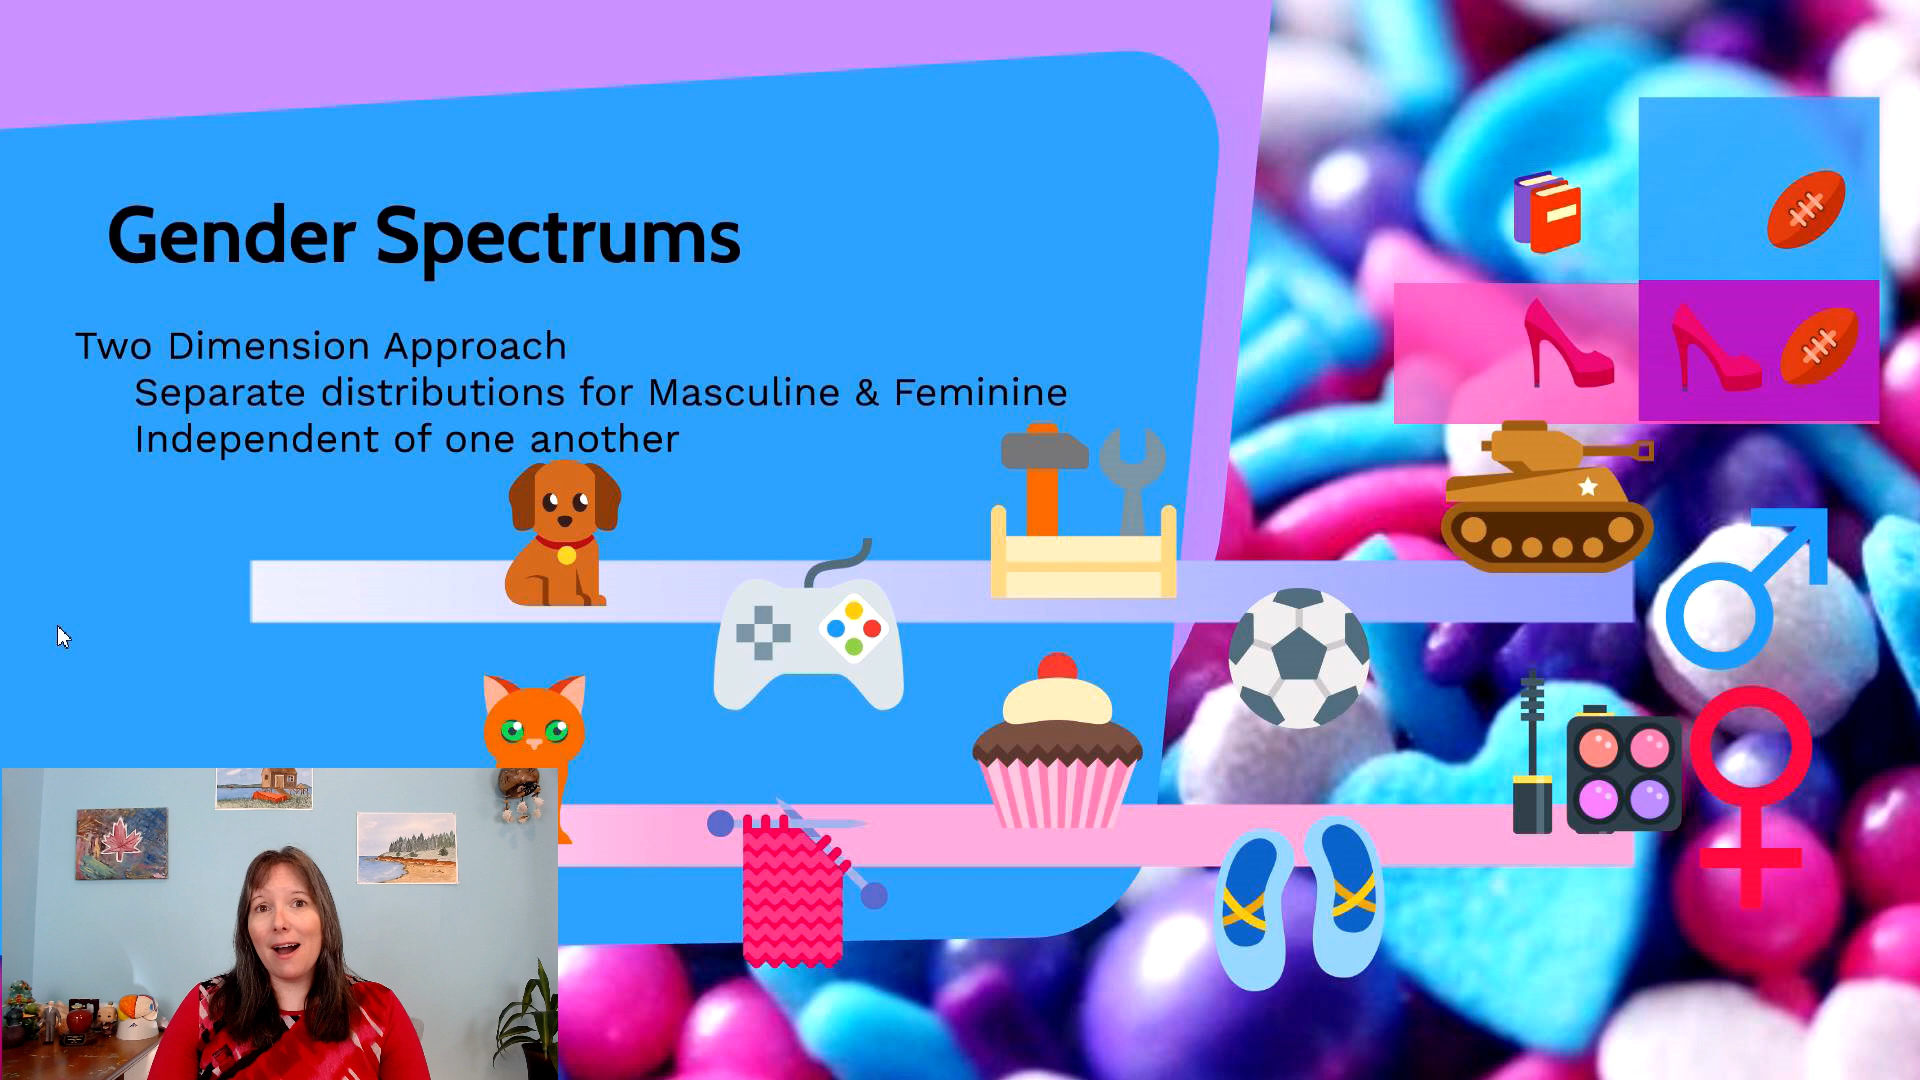 Gender Spectrums
Two Dimension Approach
Separate distributions for Masculine & Feminine
Independent of one another